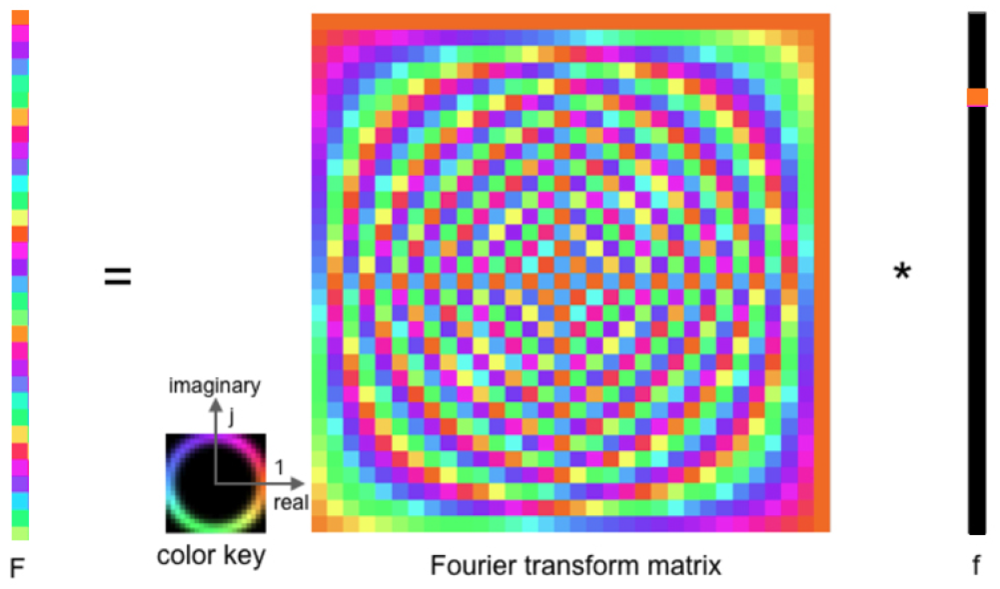 =
*
imaginary
j
1
real
color key
F
Fourier transform matrix
f